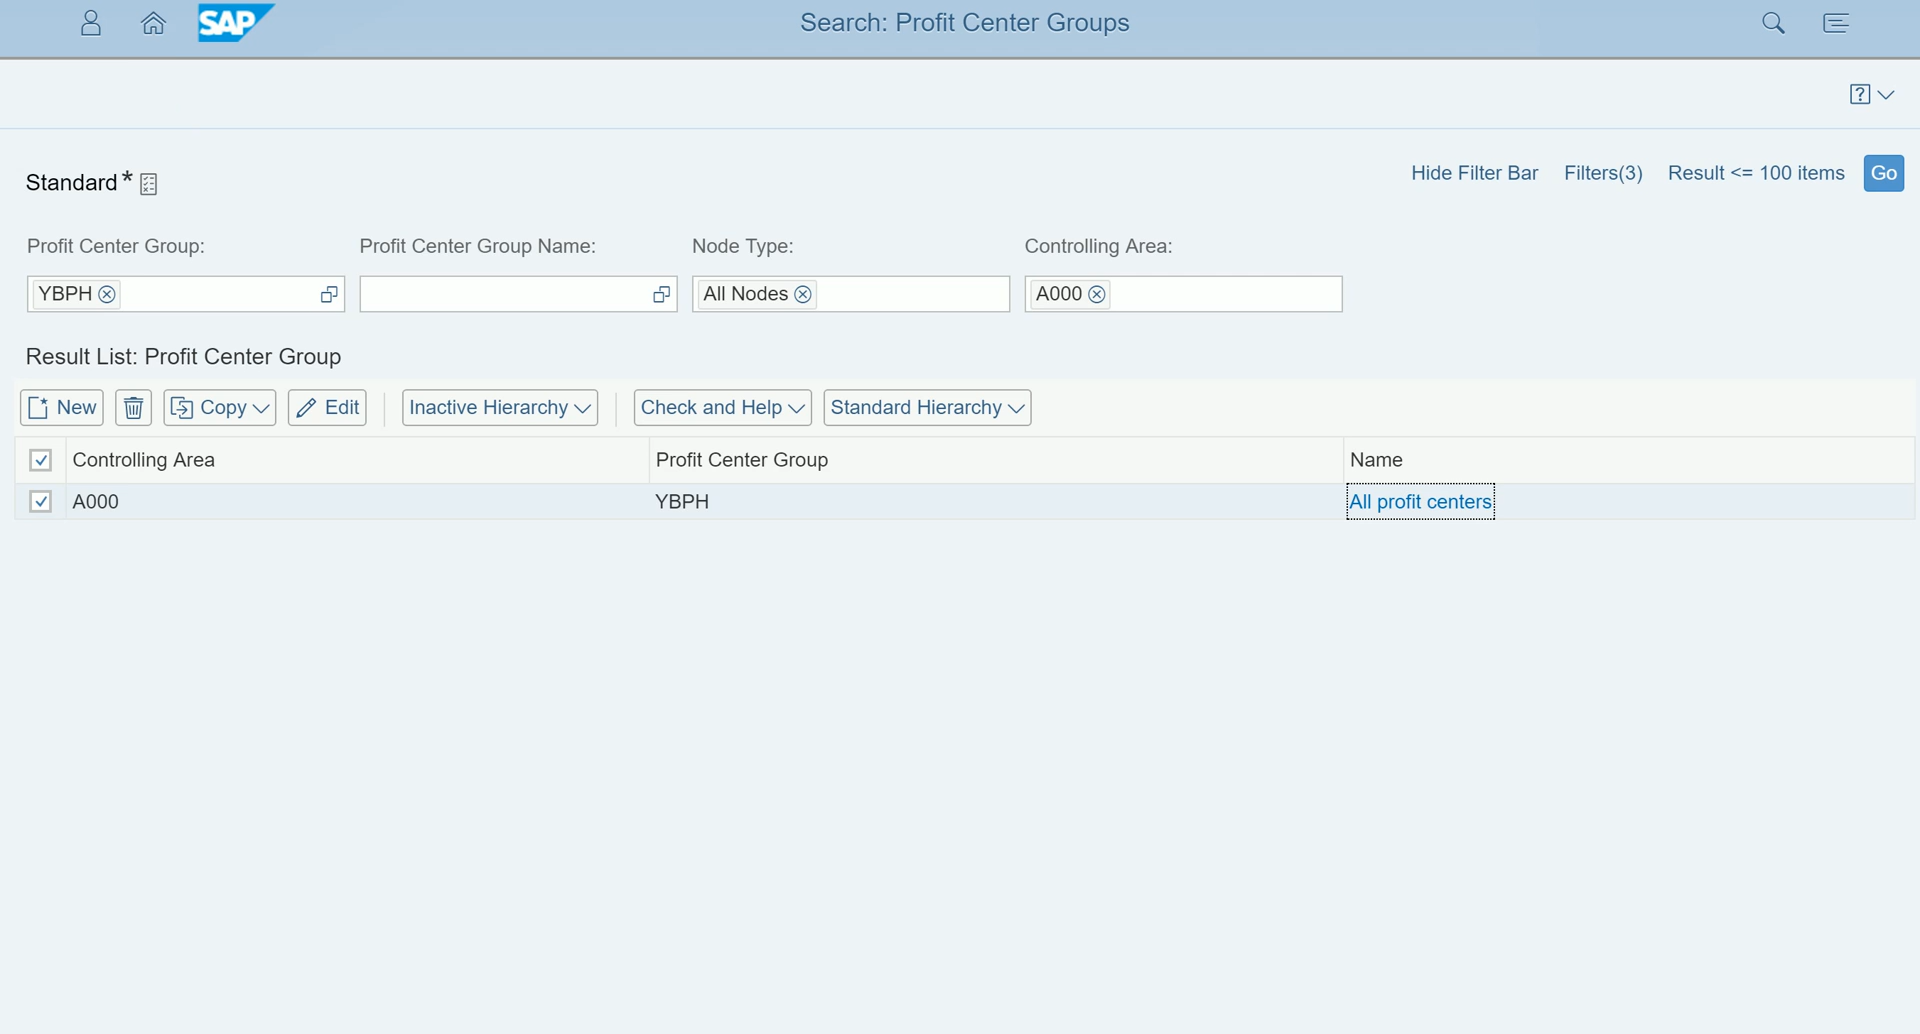 SAP
Search: Profit Center Groups
Standard *
Hide Filter Bar
Filters(3)
Result <= 100 items
Go
Profit Center Group:
Profit Center Group Name:
Node Type:
Controlling Area:
YBPH
All Nodes
A000
Result List: Profit Center Group
New
Copy
Edit
Inactive Hierarchy
Check and Help
Standard Hierarchy
Controlling Area
Profit Center Group
Name
A000
YBPH
All profit centers